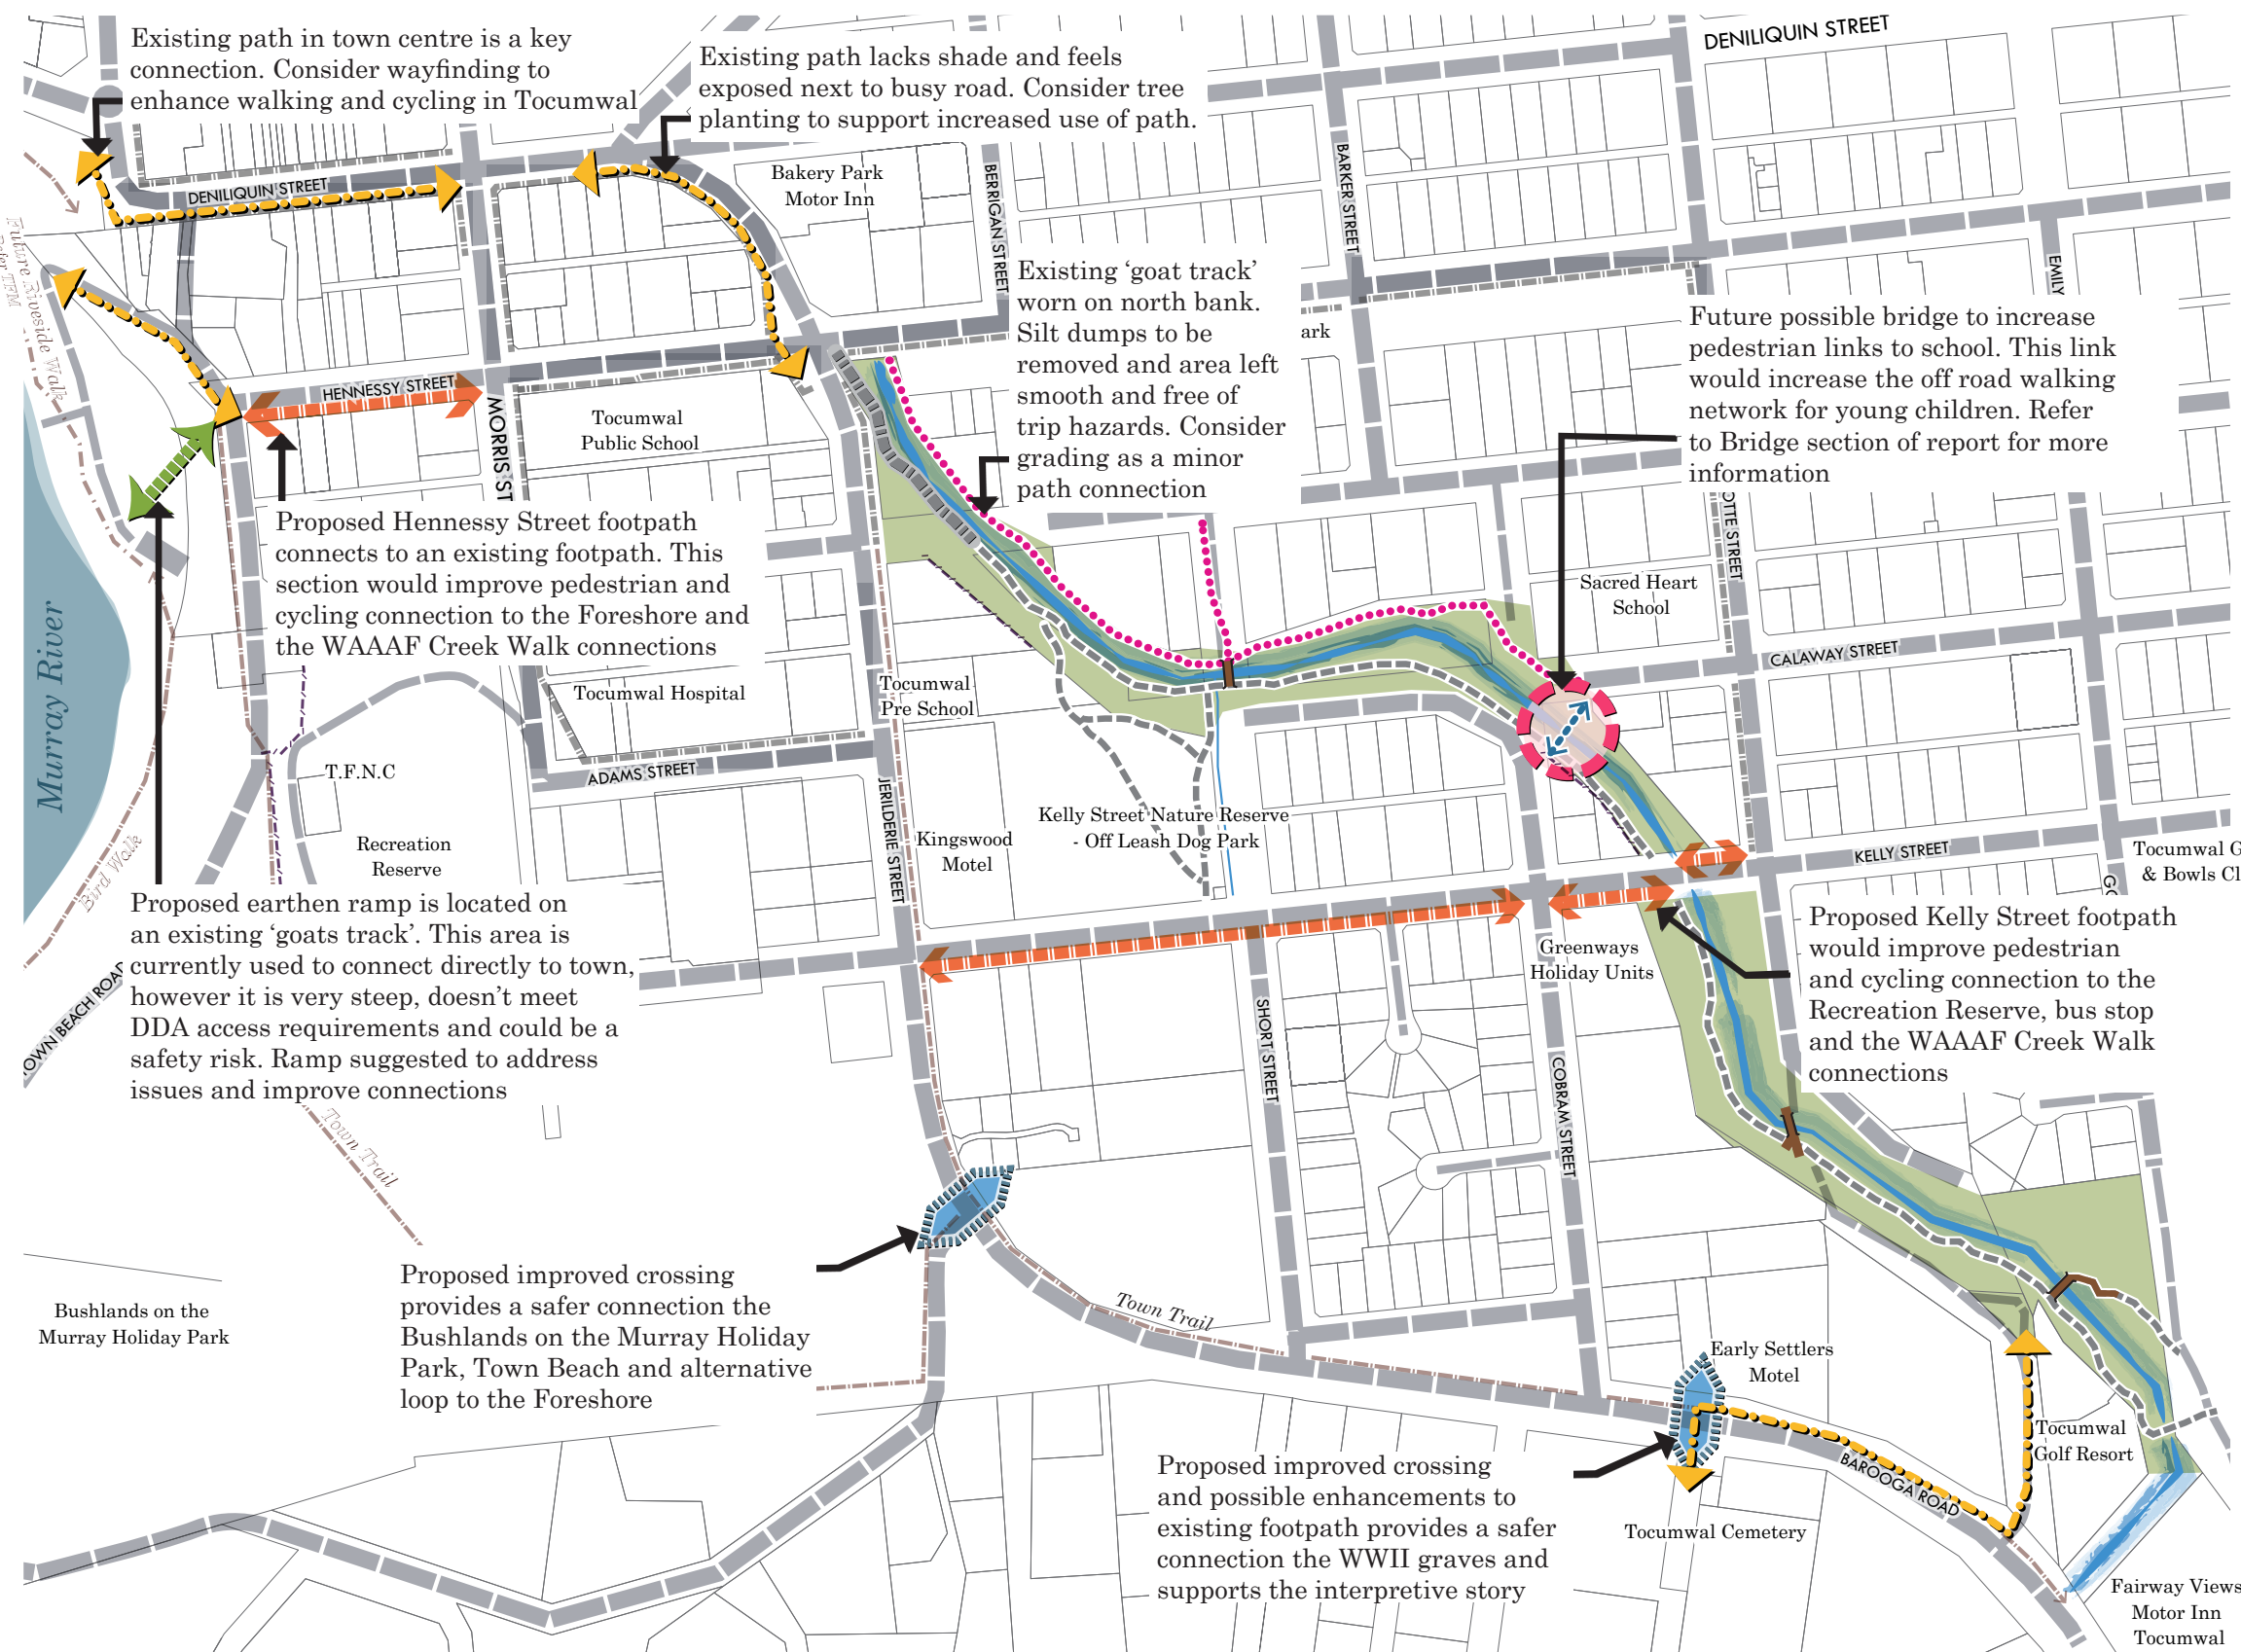 Existing path in town centre is a key
connection. Consider wayfinding to
enhance walking and cycling in Tocumwal
Existing path lacks shade and feels
exposed next to busy road. Consider tree
planting to support increased use of path.
DENILIQUIN STREET
DENILIQUIN STREET
Bakery Park
Motor Inn
BERRIGAN STREET
BARKER STREET
EMILY
Future Riveside Walk
Refer TFM
Existing ‘goat track’
worn on north bank.
Silt dumps to be
removed and area left
smooth and free of
trip hazards. Consider
grading as a minor
path connection
ark
Future possible bridge to increase
pedestrian links to school. This link
would increase the off road walking
network for young children. Refer
to Bridge section of report for more
information
HENNESSY STREET
MORRIS ST
Tocumwal
Public School
OTTE STREET
Proposed Hennessy Street footpath
connects to an existing footpath. This
section would improve pedestrian and
cycling connection to the Foreshore and
the WAAAF Creek Walk connections
Sacred Heart
School
Murray River
CALAWAY STREET
Tocumwal Hospital
Tocumwal
Pre School
T.F.N.C
ADAMS STREET
JERILDERIE STREET
Recreation
Reserve
Kingswood
Motel
Kelly Street Nature Reserve
- Off Leash Dog Park
KELLY STREET
Tocumwal G
& Bowls Cl
GO
Bird Walk
Proposed earthen ramp is located on
an existing ‘goats track’. This area is
currently used to connect directly to town,
however it is very steep, doesn’t meet
DDA access requirements and could be a
safety risk. Ramp suggested to address
issues and improve connections
OWN BEACH ROAD
Greenways
Holiday Units
Proposed Kelly Street footpath
would improve pedestrian
and cycling connection to the
Recreation Reserve, bus stop
and the WAAAF Creek Walk
connections
SHORT STREET
COBRAM STREET
Town Trail
Proposed improved crossing
provides a safer connection the
Bushlands on the Murray Holiday
Park, Town Beach and alternative
loop to the Foreshore
Bushlands on the
Murray Holiday Park
Town Trail
Early Settlers
Motel
Tocumwal
Golf Resort
BAROOGA ROAD
Proposed improved crossing
and possible enhancements to
existing footpath provides a safer
connection the WWII graves and
supports the interpretive story
Tocumwal Cemetery
Fairway Views
Motor Inn
Tocumwal